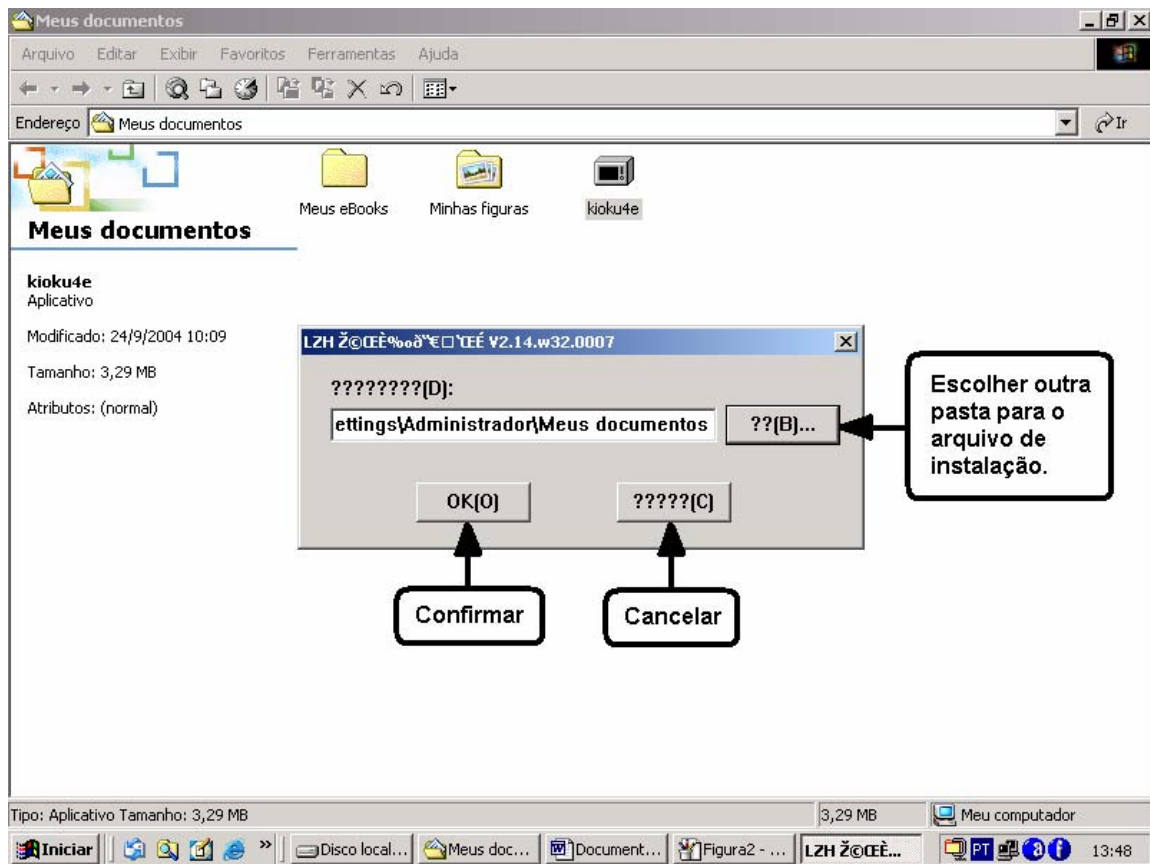 Meus documentos
Arquivo Editar Exibir Favoritos Ferramentas Ajuda
Endereço Meus documentos Ir
Meus eBooks Minhas figuras kioku4e
Meus documentos
kioku4e
Aplicativo
Modificado: 24/9/2004 10:09
Tamanho: 3,29 MB
Atributos: (normal)
LZH Ž©ŒÈ‰ð“€□‘ŒÉ V2.14.w32.0007
????????(D):
ettings\Administrador\Meus documentos ??(B)...
OK(O) ?????(C)
Escolher outra
pasta para o
arquivo de
instalação.
Confirmar Cancelar
Tipo: Aplicativo Tamanho: 3,29 MB 3,29 MB Meu computador
Iniciar » Disco local... Meus doc... Document... Figura2 - ... LZH Ž©ŒÈ... PT 13:48